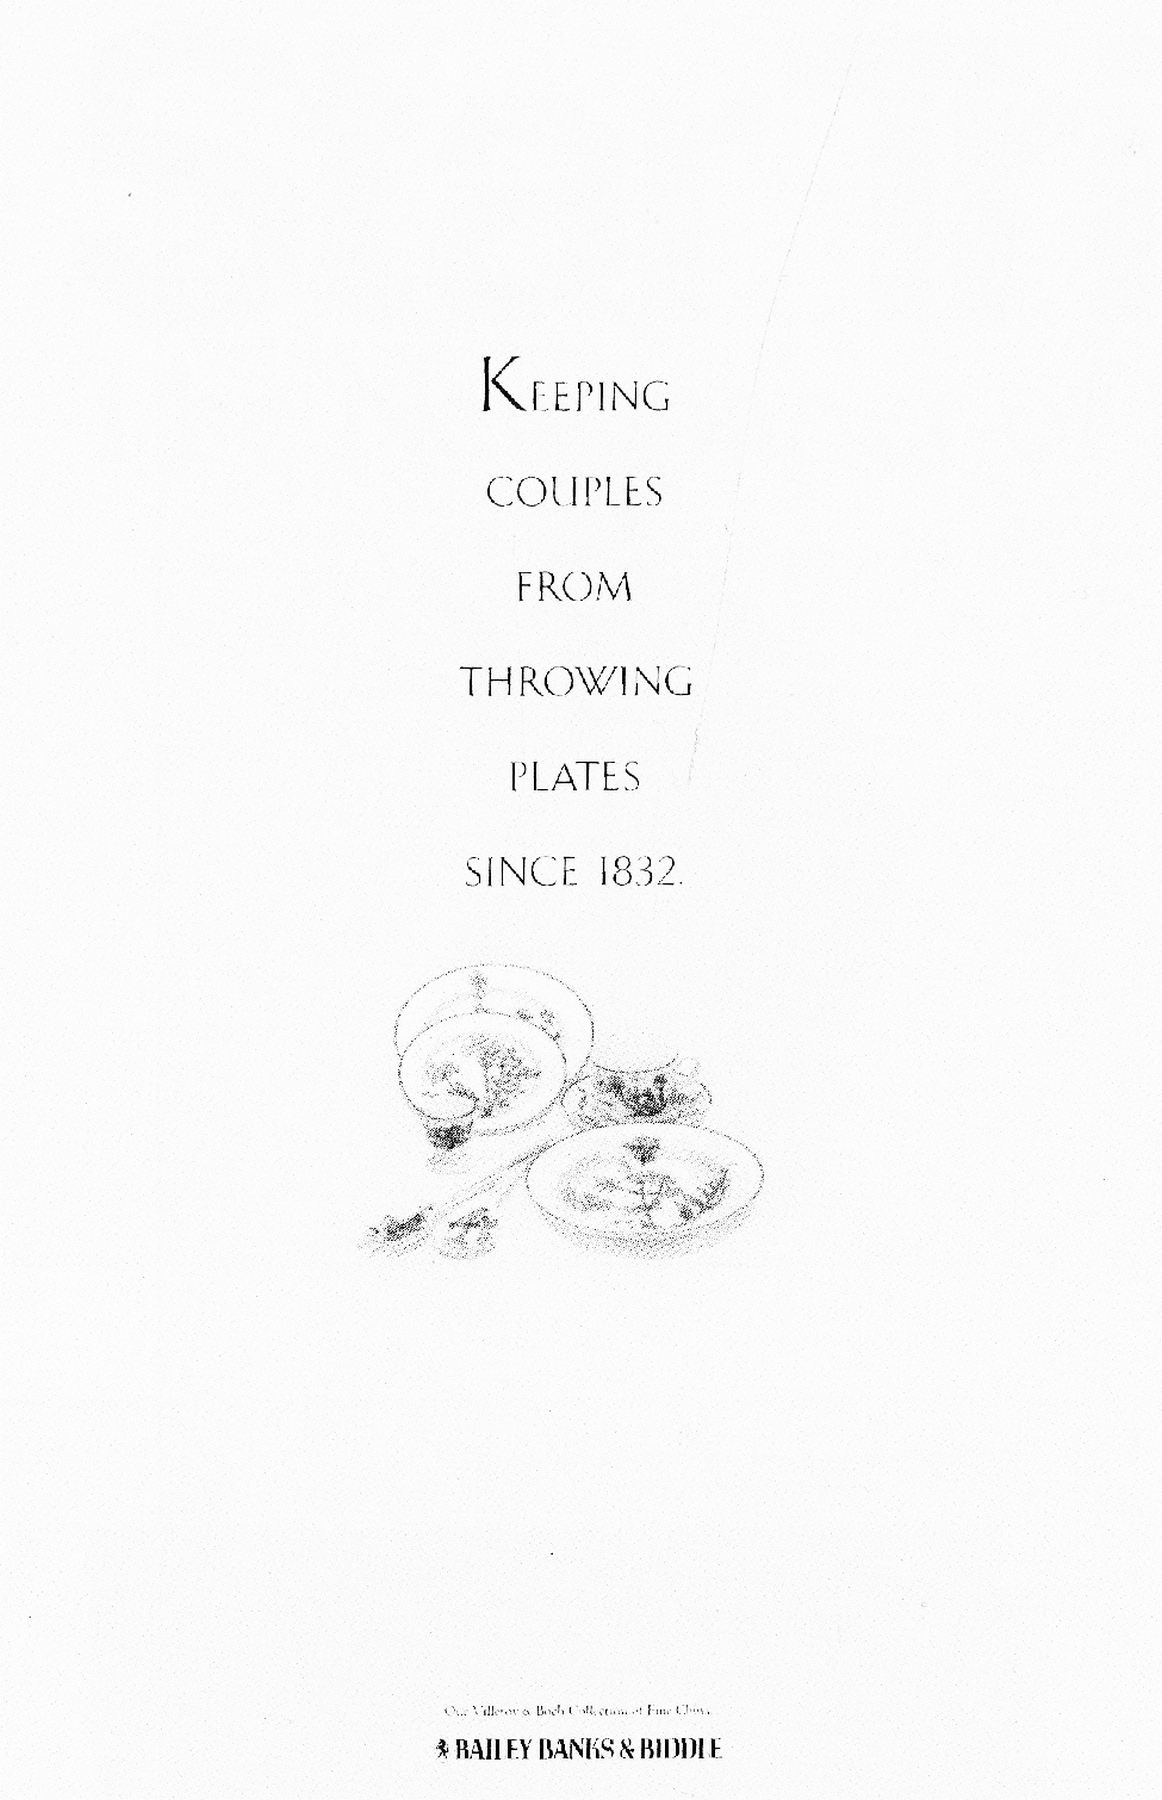 KEEPING
COUPLES
FROM
THROWING
PLATES
SINCE 1832.
Our Villeroy & Boch Collection of Fine China.
BAILEY BANKS & BIDDLE